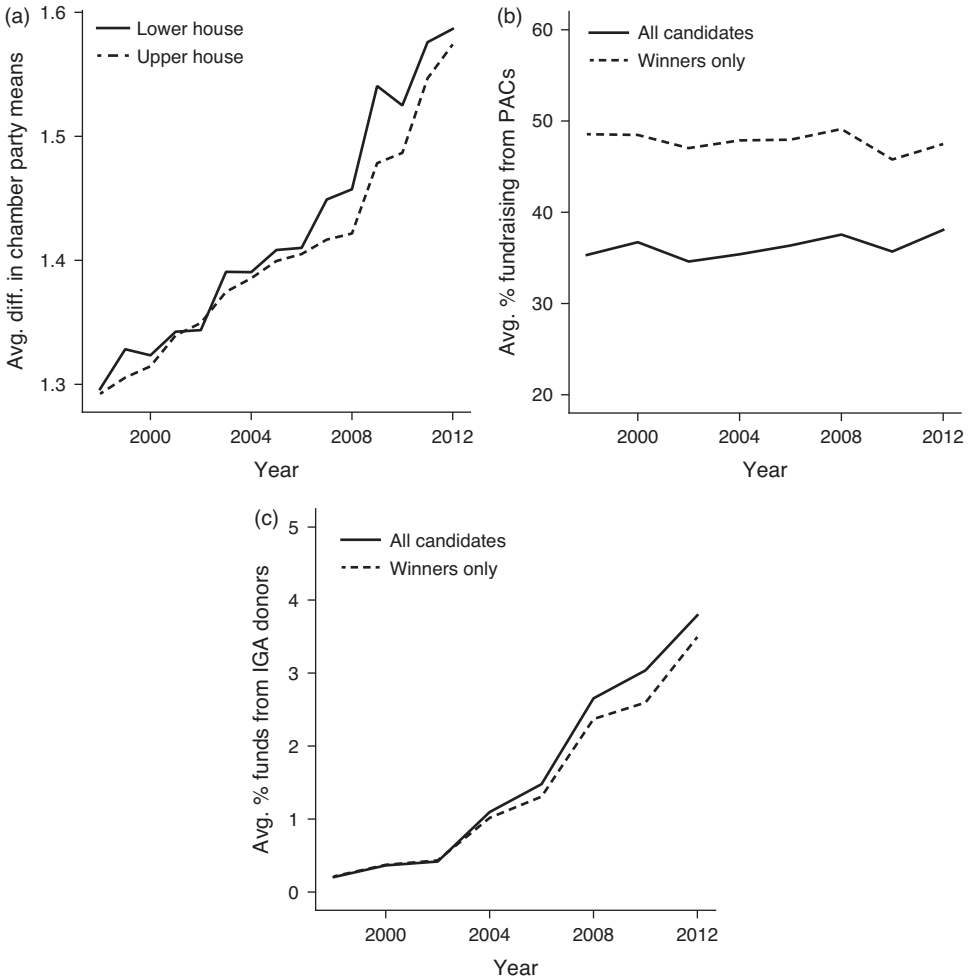 (a)
Avg. diff. in chamber party means
1.6
1.5
1.4
1.3
Lower house
Upper house
2000 2004 2008 2012
Year
(b)
Avg. % fundraising from PACs
60
50
40
30
20
All candidates
Winners only
2000 2004 2008 2012
Year
(c)
Avg. % funds from IGA donors
5
4
3
2
1
0
All candidates
Winners only
2000 2004 2008 2012
Year